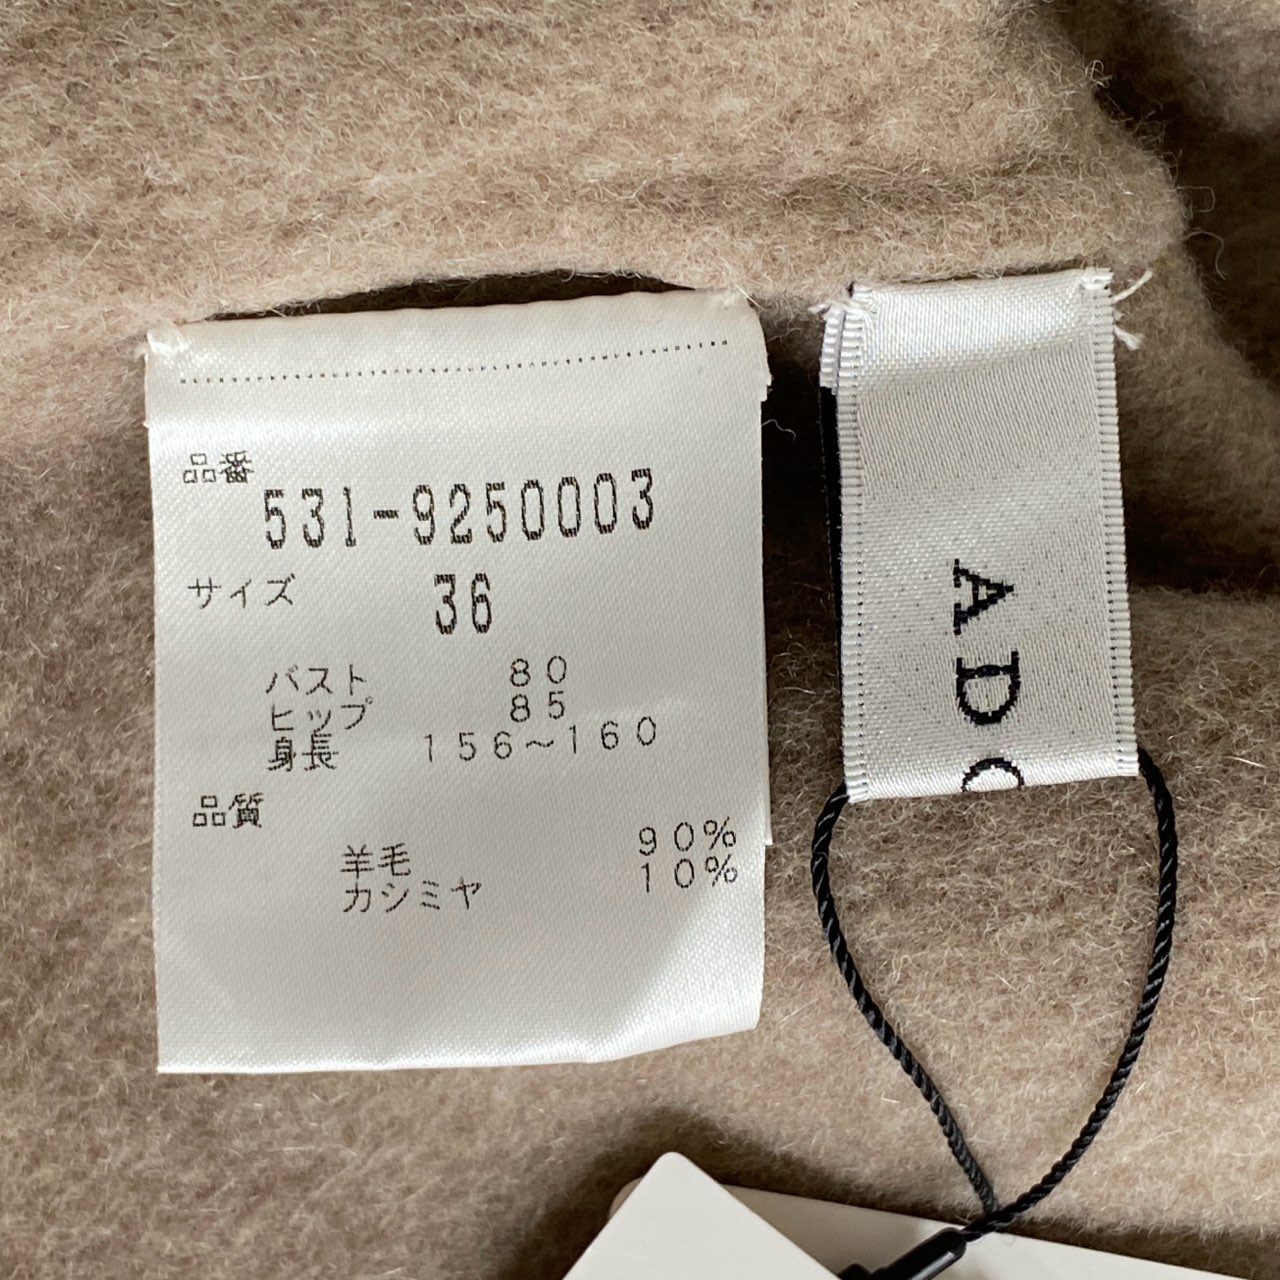 品番
531-9250003
サイズ 36
バスト 80
ヒップ 85
身長 156~160
品質
羊毛 90%
カシミヤ 10%
AD